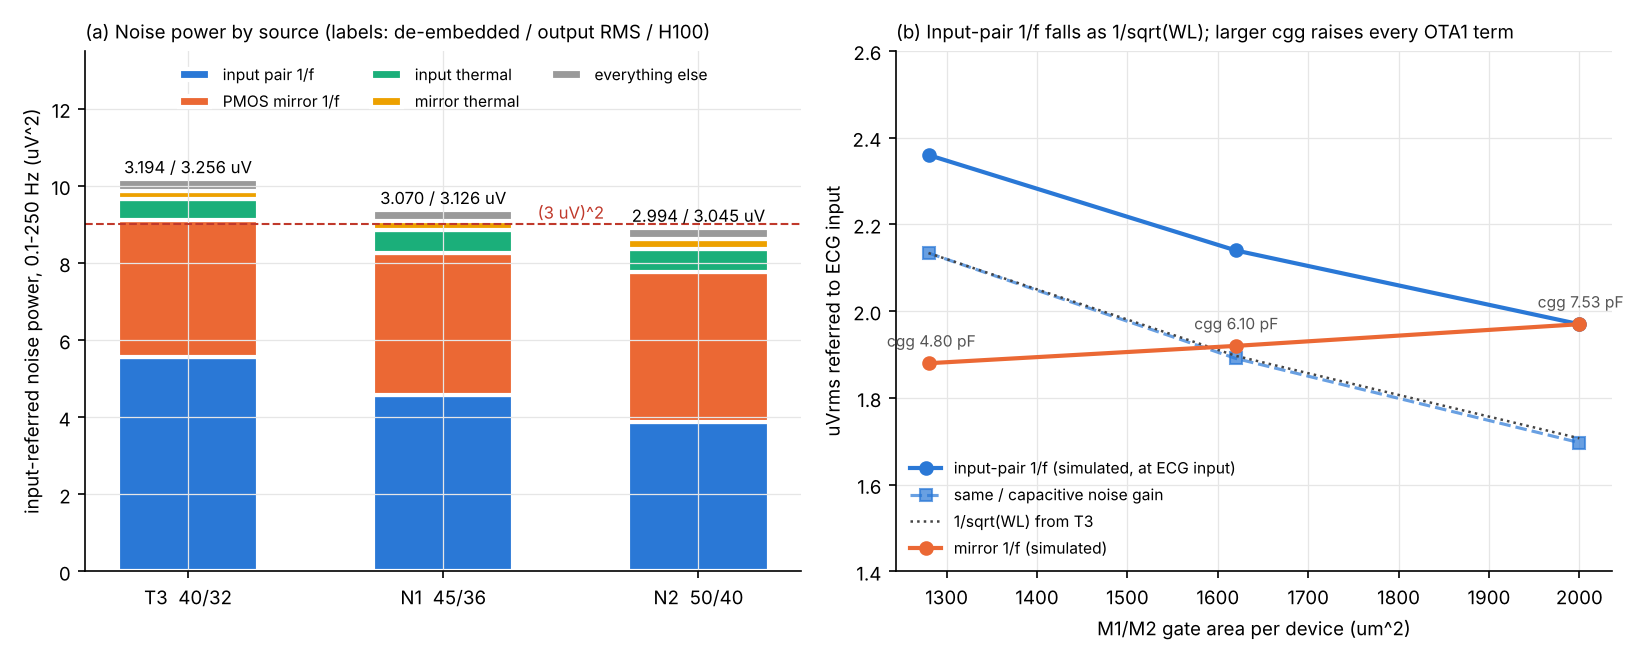 (a) Noise power by source (labels: de-embedded / output RMS / H100)
input pair 1/f
PMOS mirror 1/f
input thermal
mirror thermal
everything else
input-referred noise power, 0.1-250 Hz (uV^2)
12
10
8
6
4
2
0
3.194 / 3.256 uV
3.070 / 3.126 uV
(3 uV)^2
2.994 / 3.045 uV
T3 40/32
N1 45/36
N2 50/40
(b) Input-pair 1/f falls as 1/sqrt(WL); larger cgg raises every OTA1 term
uVrms referred to ECG input
2.6
2.4
2.2
2.0
1.8
1.6
1.4
cgg 4.80 pF
cgg 6.10 pF
cgg 7.53 pF
input-pair 1/f (simulated, at ECG input)
same / capacitive noise gain
1/sqrt(WL) from T3
mirror 1/f (simulated)
1300
1400
1500
1600
1700
1800
1900
2000
M1/M2 gate area per device (um^2)